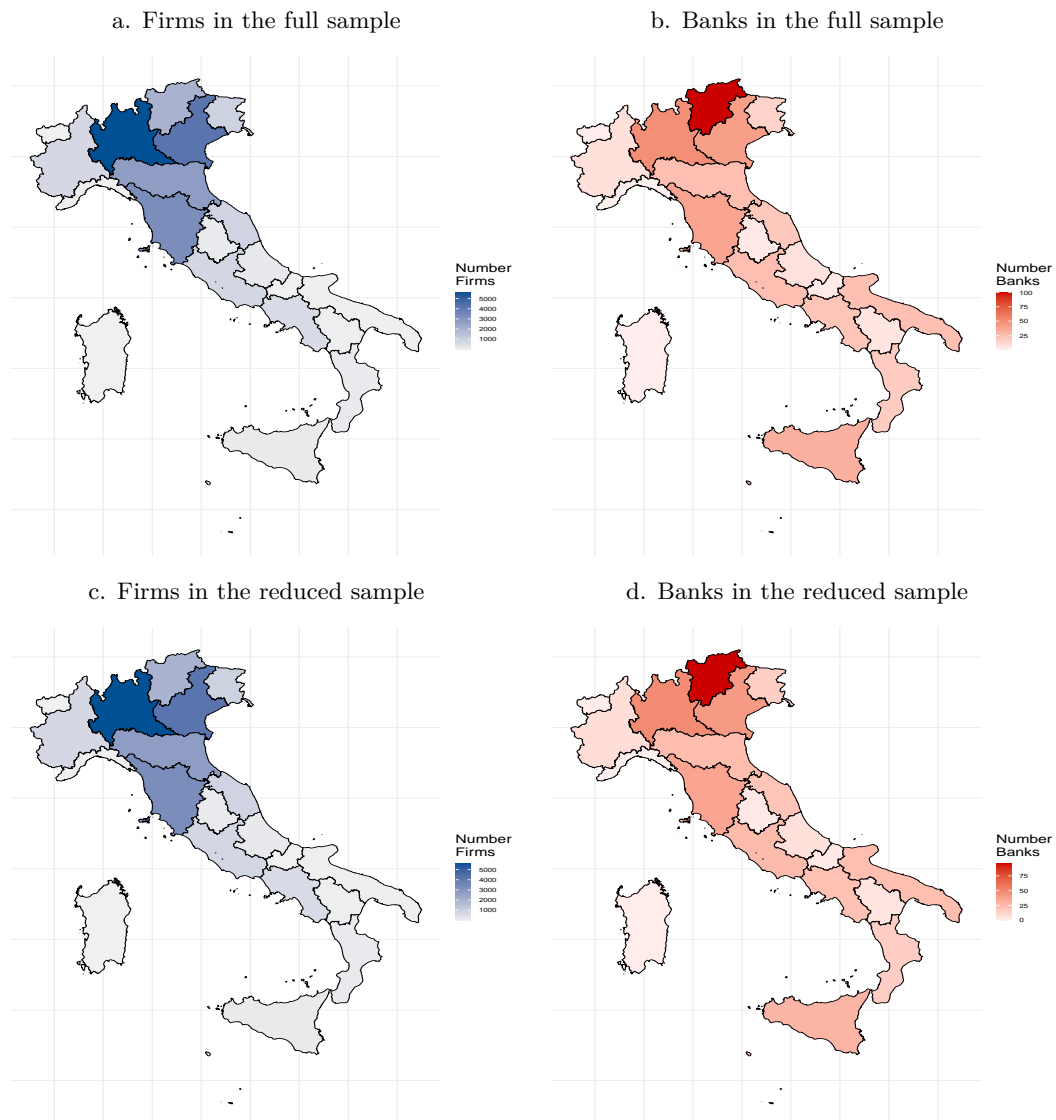 a. Firms in the full sample
b. Banks in the full sample
Number
Firms
5000
4000
3000
2000
1000
Number
Banks
100
75
50
25
c. Firms in the reduced sample
d. Banks in the reduced sample
Number
Firms
5000
4000
3000
2000
1000
Number
Banks
75
50
25
0